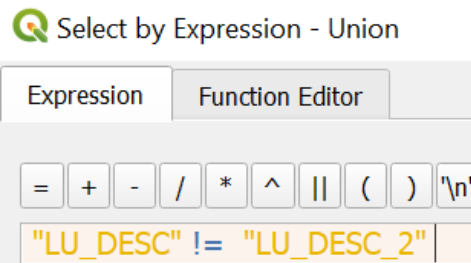 Select by Expression - Union
Expression Function Editor
= + - / * ^ || ( ) '\n'
"LU_DESC" != "LU_DESC_2"